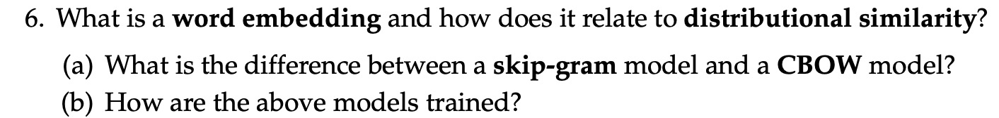 6. What is a word embedding and how does it relate to distributional similarity?
(a) What is the difference between a skip-gram model and a CBOW model?
(b) How are the above models trained?